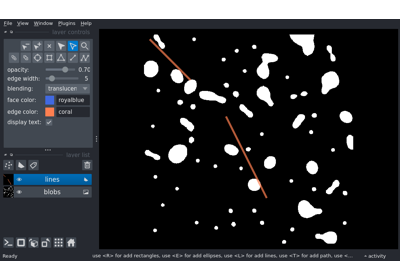 File View Window Plugins Help
layer controls
opacity: 0.70
edge width: 5
blending: translucen
face color: royalblue
edge color: coral
display text:
layer list
lines
blobs
Ready use <R> for add rectangles, use <E> for add ellipses, use <L> for add lines, use <T> for add path, use <... activity